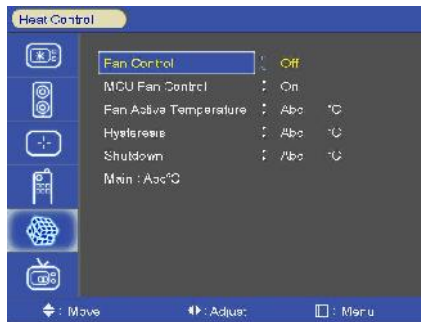 Heat Control
Fan Control : Off
MCU Fan Control : On
Fan Active Temperature : Abc °C
Hysteresis : Abc °C
Shutdown : Abc °C
Main : Abc°C
: Move : Adjust : Menu